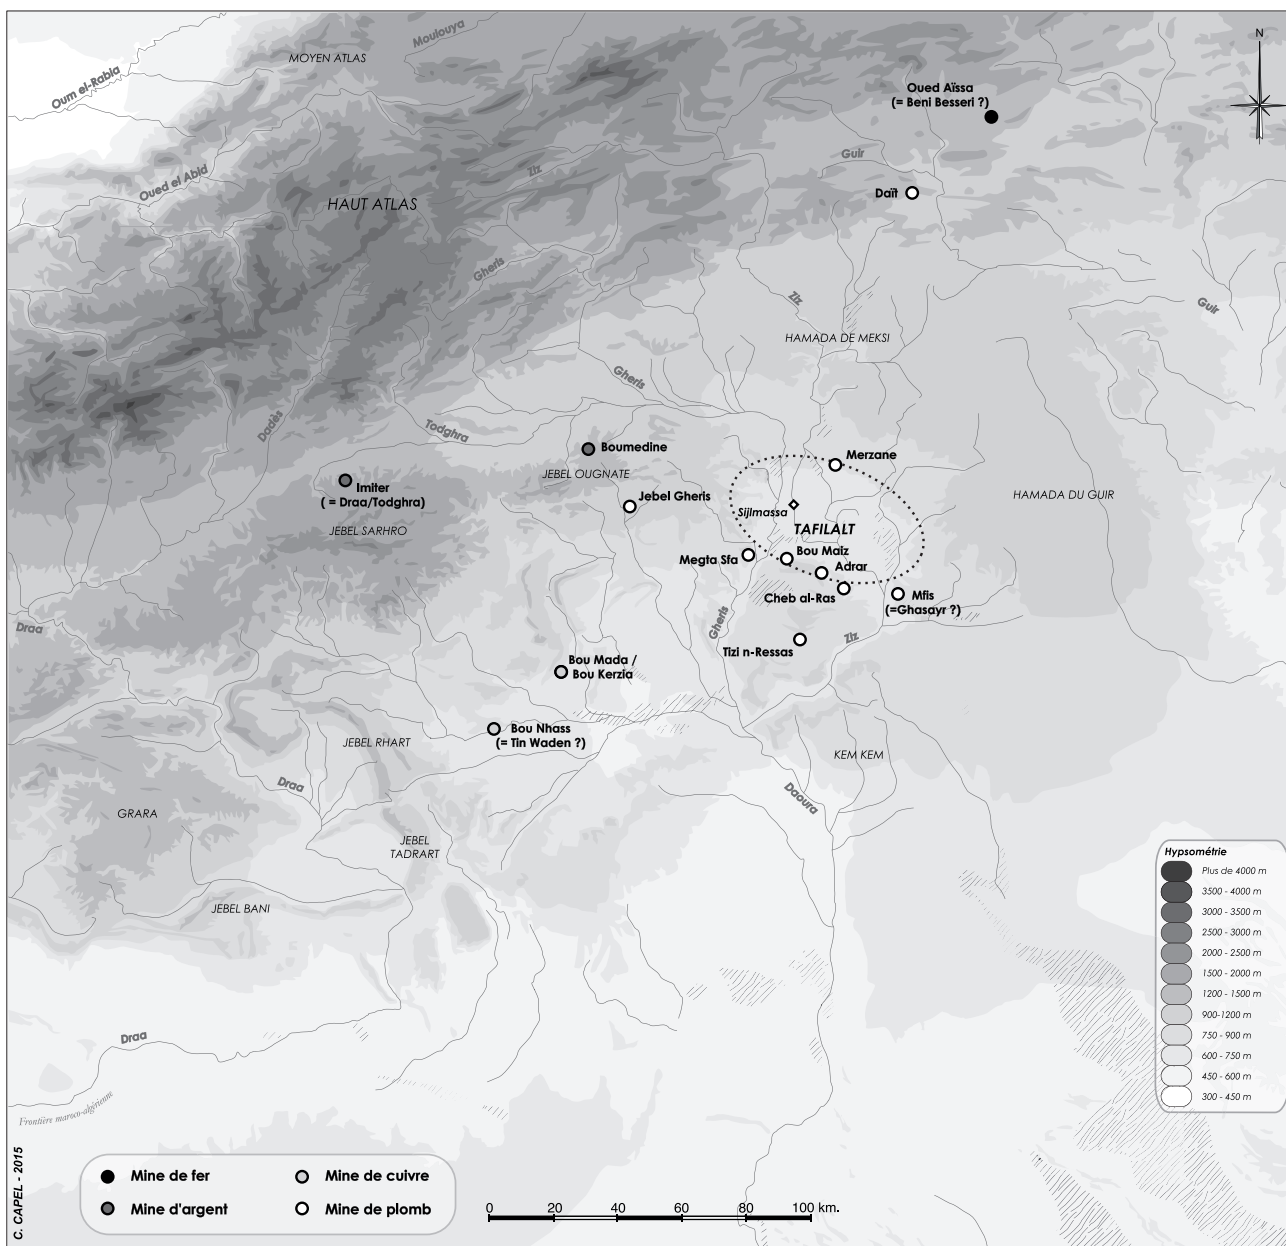 N
MOYEN ATLAS
Moulouya
Oum el-Rabia
Oued Aïssa
(= Beni Besseri ?)
Guir
Oued el Abid
Ziz
Daït
HAUT ATLAS
Gheris
Ziz
Guir
HAMADA DE MEKSI
Gheris
Dadès
Todghra
Boumedine
Merzane
JEBEL OUGNATE
Imiter
( = Draa/Todghra)
Jebel Gheris
HAMADA DU GUIR
Sijlmassa
TAFILALT
JEBEL SARHRO
Megta Sfa
Bou Maiz
Adrar
Cheb al-Ras
Mfis
(=Ghasayr ?)
Draa
Gheris
Ziz
Tizi n-Ressas
Bou Mada /
Bou Kerzia
Bou Nhass
(= Tin Waden ?)
JEBEL RHART
KEM KEM
Draa
Daoura
GRARA
JEBEL
TADRART
JEBEL BANI
Hypsométrie
Plus de 4000 m
3500 - 4000 m
3000 - 3500 m
2500 - 3000 m
2000 - 2500 m
1500 - 2000 m
1200 - 1500 m
900-1200 m
750 - 900 m
600 - 750 m
450 - 600 m
300 - 450 m
Draa
Frontière maroco-algérienne
C. CAPEL - 2015
Mine de fer
Mine de cuivre
Mine d'argent
Mine de plomb
0 20 40 60 80 100 km.